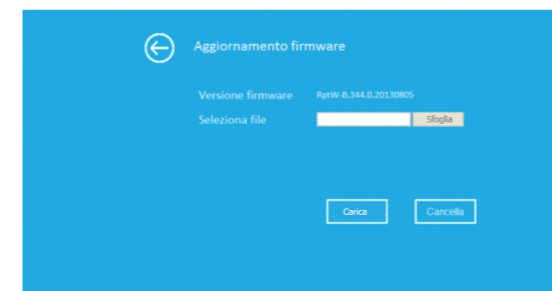 Aggiornamento firmware
Versione firmware RptW-B.344.0.20130805
Seleziona file Sfoglia
Carica Cancella